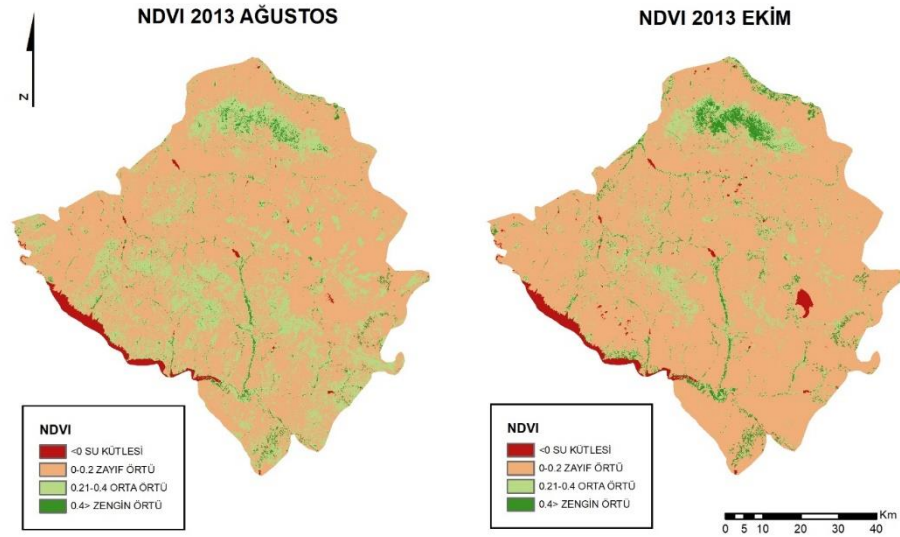 NDVI 2013 AĞUSTOS
N
NDVI
<0 SU KÜTLESİ
0-0.2 ZAYIF ÖRTÜ
0.21-0.4 ORTA ÖRTÜ
0.4> ZENGİN ÖRTÜ
NDVI 2013 EKİM
NDVI
<0 SU KÜTLESİ
0-0.2 ZAYIF ÖRTÜ
0.21-0.4 ORTA ÖRTÜ
0.4> ZENGİN ÖRTÜ
Km
0 5 10 20 30 40